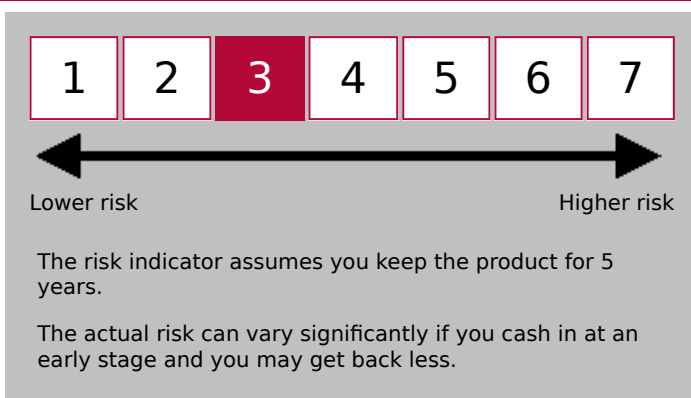 1 2 3 4 5 6 7
Lower risk Higher risk
The risk indicator assumes you keep the product for 5
years.
The actual risk can vary significantly if you cash in at an
early stage and you may get back less.